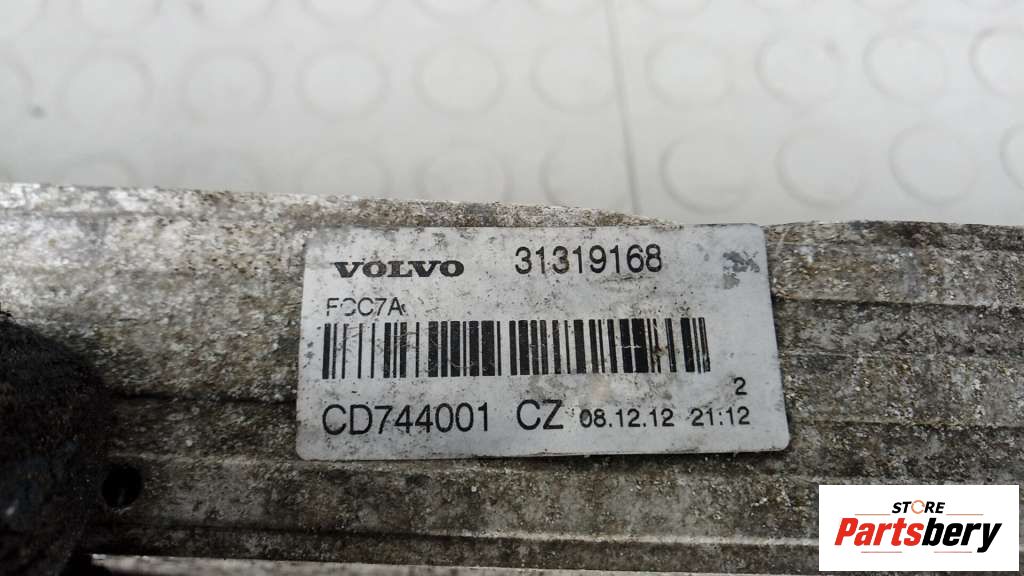 VOLVO 31319168
FCC7A
2
CD744001 CZ 08.12.12 21:12
STORE
Partsbery